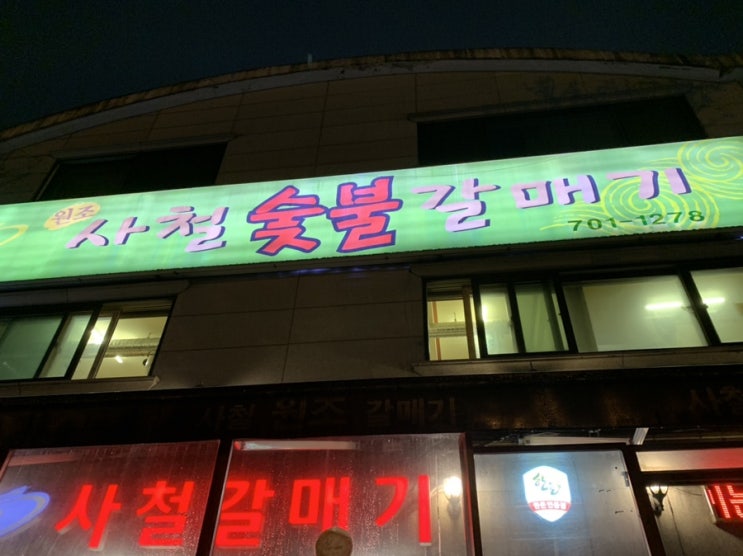 원조 사철 숯불갈매기
701-1278
사철 원조 갈매기
사철갈매기